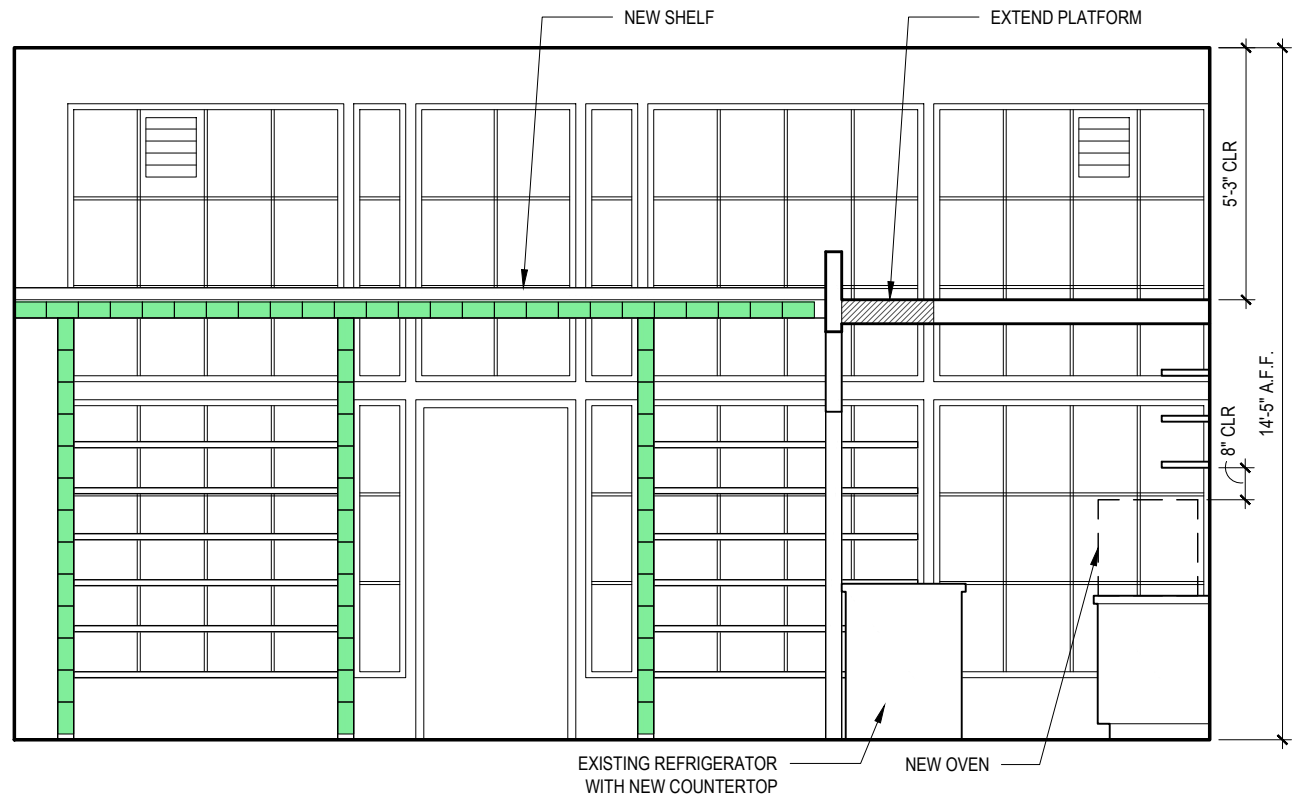 NEW SHELF
EXTEND PLATFORM
5'-3" CLR
14'-5" A.F.F.
8" CLR
EXISTING REFRIGERATOR
WITH NEW COUNTERTOP
NEW OVEN